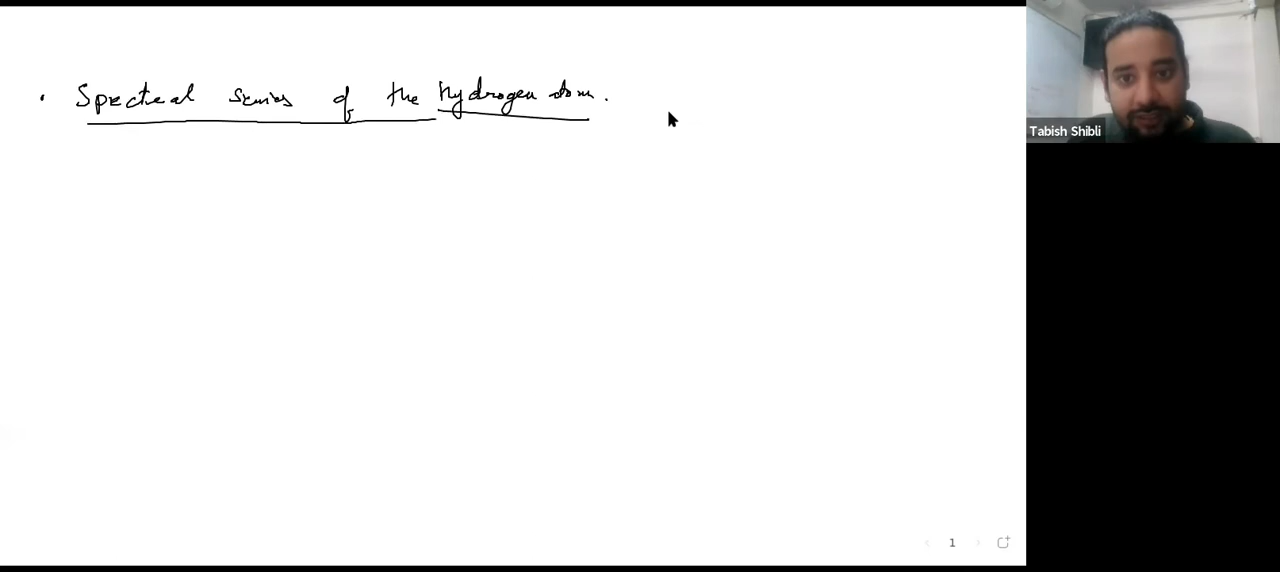 · Spectral series of the Hydrogen atom.
Tabish Shibli
1